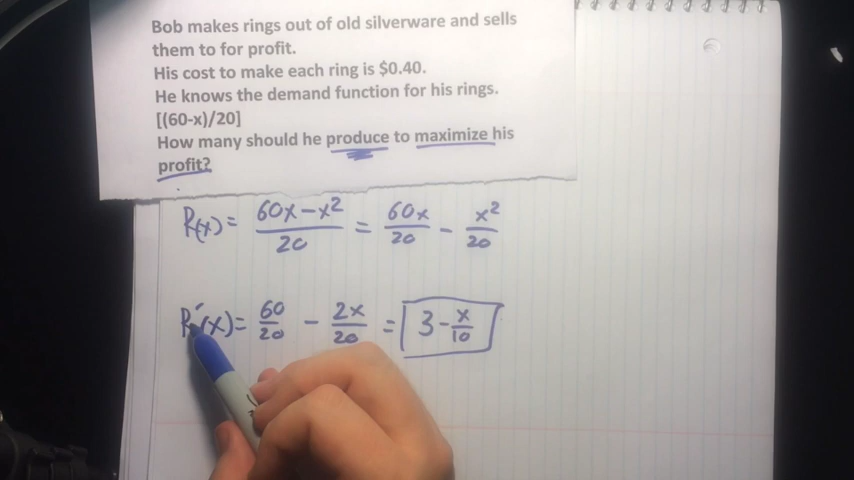 Bob makes rings out of old silverware and sells
them to for profit.
His cost to make each ring is $0.40.
He knows the demand function for his rings.
[(60-x)/20]
How many should he produce to maximize his
profit?
R(x) = (60x - x²)/20 = 60x/20 - x²/20
R'(x) = 60/20 - 2x/20 = 3 - x/10